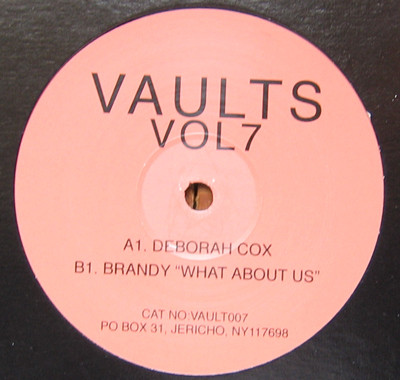 VAULTS
VOL7
A1. DEBORAH COX
B1. BRANDY "WHAT ABOUT US"
CAT NO:VAULT007
PO BOX 31, JERICHO, NY117698